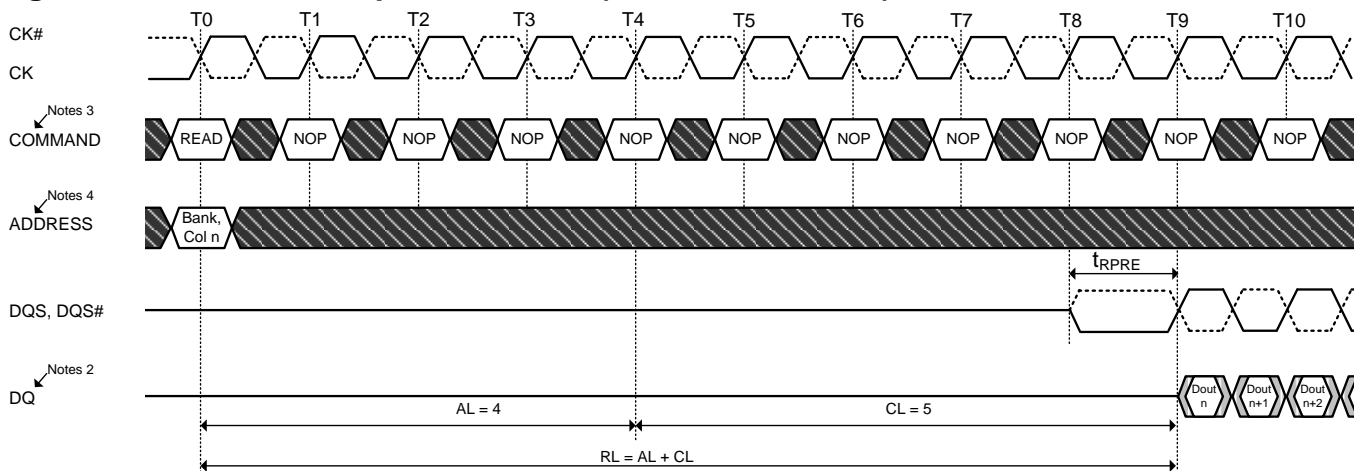 T0 T1 T2 T3 T4 T5 T6 T7 T8 T9 T10
CK#
CK
Notes 3
COMMAND
READ NOP NOP NOP NOP NOP NOP NOP NOP NOP NOP
Notes 4
ADDRESS
Bank,
Col n
tRPRE
DQS, DQS#
Notes 2
DQ
Dout Dout Dout
n n+1 n+2
AL = 4 CL = 5
RL = AL + CL